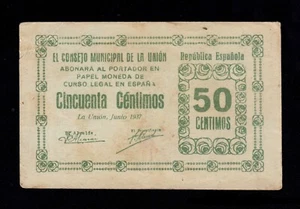 EL CONSEJO MUNICIPAL DE LA UNIÓN
ABONARÁ AL PORTADOR EN
PAPEL MONEDA DE
CURSO LEGAL EN ESPAÑA
Cincuenta Céntimos
La Unión, Junio 1937
República Española
50
CENTIMOS